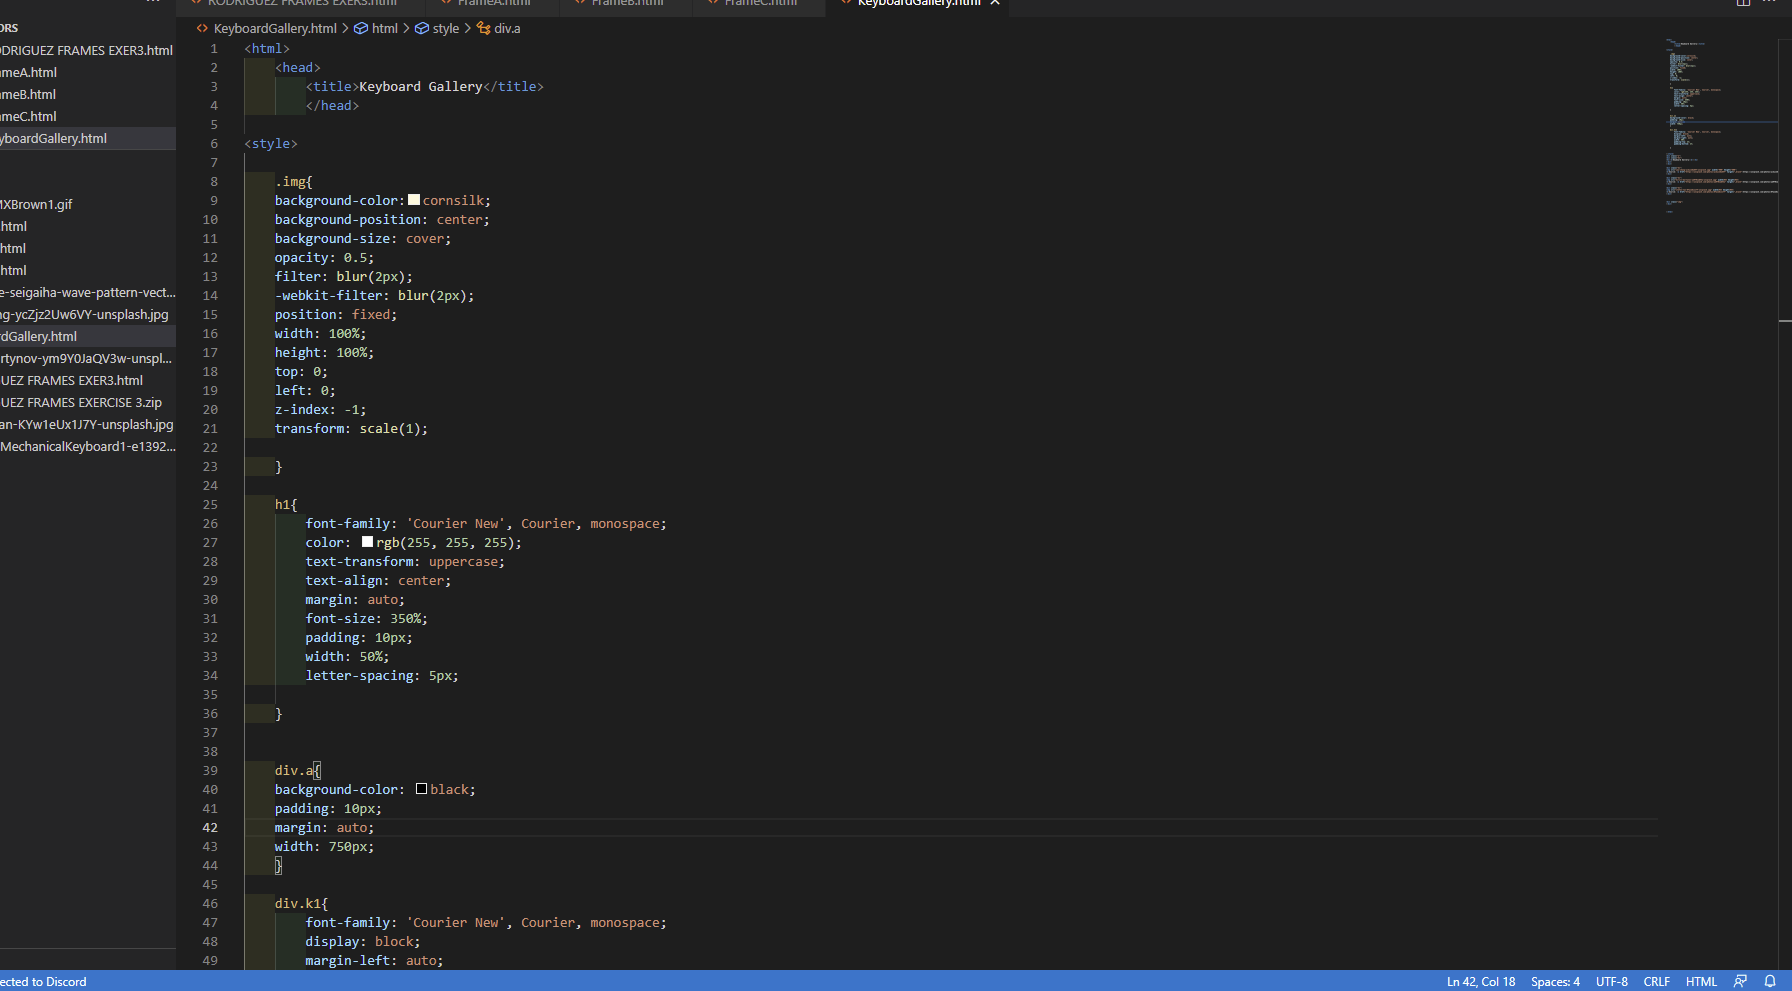 RODRIGUEZ FRAMES EXER3.html FrameA.html FrameB.html FrameC.html KeyboardGallery.html
ORS
DRIGUEZ FRAMES EXER3.html
meA.html
meB.html
meC.html
yboardGallery.html
MXBrown1.gif
html
html
html
e-seigaiha-wave-pattern-vect...
ng-ycZjz2Uw6VY-unsplash.jpg
dGallery.html
rtynov-ym9Y0JaQV3w-unspl...
UEZ FRAMES EXER3.html
UEZ FRAMES EXERCISE 3.zip
an-KYw1eUx1J7Y-unsplash.jpg
MechanicalKeyboard1-e1392...
KeyboardGallery.html > html > style > div.a
1 <html>
2 <head>
3 <title>Keyboard Gallery</title>
4 </head>
5
6 <style>
7
8 .img{
9 background-color: cornsilk;
10 background-position: center;
11 background-size: cover;
12 opacity: 0.5;
13 filter: blur(2px);
14 -webkit-filter: blur(2px);
15 position: fixed;
16 width: 100%;
17 height: 100%;
18 top: 0;
19 left: 0;
20 z-index: -1;
21 transform: scale(1);
22
23 }
24
25 h1{
26 font-family: 'Courier New', Courier, monospace;
27 color: rgb(255, 255, 255);
28 text-transform: uppercase;
29 text-align: center;
30 margin: auto;
31 font-size: 350%;
32 padding: 10px;
33 width: 50%;
34 letter-spacing: 5px;
35
36 }
37
38
39 div.a{
40 background-color: black;
41 padding: 10px;
42 margin: auto;
43 width: 750px;
44 }
45
46 div.k1{
47 font-family: 'Courier New', Courier, monospace;
48 display: block;
49 margin-left: auto;
ected to Discord
Ln 42, Col 18 Spaces: 4 UTF-8 CRLF HTML